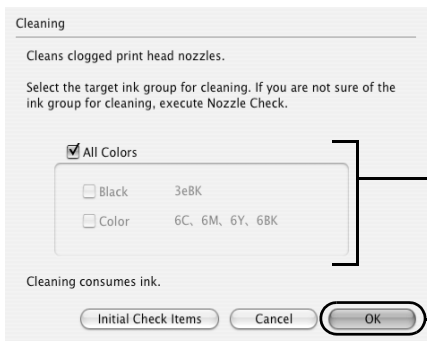 Cleaning
Cleans clogged print head nozzles.
Select the target ink group for cleaning. If you are not sure of the
ink group for cleaning, execute Nozzle Check.
All Colors
Black 3eBK
Color 6C、6M、6Y、6BK
Cleaning consumes ink.
Initial Check Items Cancel OK